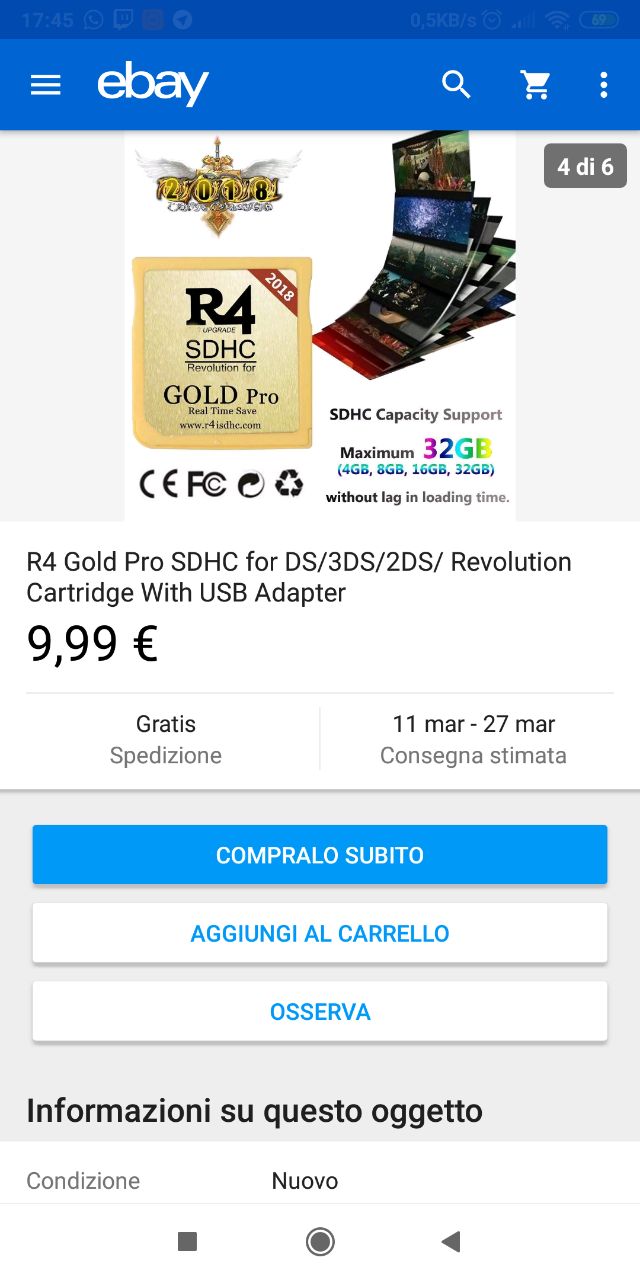 17:45
0,5KB/s
69
ebay
4 di 6
2018
2018
R4
UPGRADE
SDHC
Revolution for
GOLD Pro
Real Time Save
www.r4isdhc.com
CE FC
SDHC Capacity Support
Maximum 32GB
(4GB, 8GB, 16GB, 32GB)
without lag in loading time.
R4 Gold Pro SDHC for DS/3DS/2DS/ Revolution
Cartridge With USB Adapter
9,99 €
Gratis
Spedizione
11 mar - 27 mar
Consegna stimata
COMPRALO SUBITO
AGGIUNGI AL CARRELLO
OSSERVA
Informazioni su questo oggetto
Condizione
Nuovo